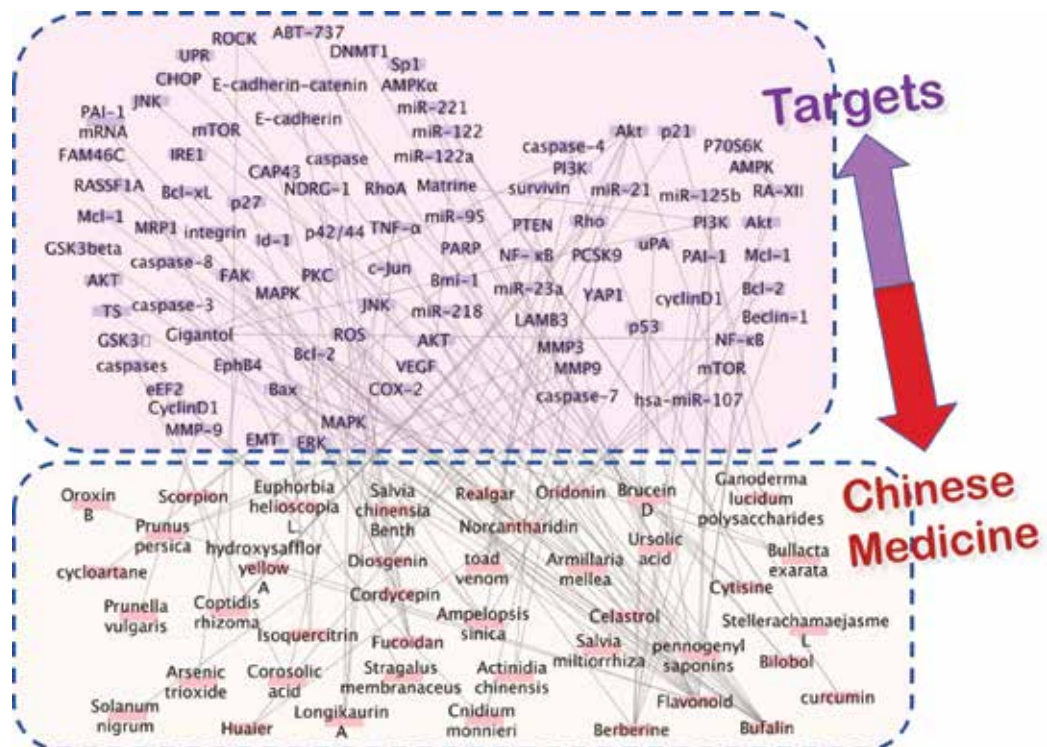 ROCK
ABT-737
UPR
DNMT1
Sp1
CHOP
E-cadherin-catenin
AMPKα
JNK
miR-221
PAI-1
mRNA
mTOR
E-cadherin
miR-122
Akt
p21
FAM46C
IRE1
caspase
miR-122a
caspase-4
P70S6K
CAP43
PI3K
AMPK
RASSF1A
Bcl-xL
NDRG-1
RhoA
Matrine
survivin
miR-21
miR-125b
RA-XII
p27
Mcl-1
MRP1
integrin
Id-1
p42/44
TNF-α
miR-95
PTEN
Rho
PI3K
Akt
GSK3beta
caspase-8
PARP
NF-κB
PCSK9
uPA
PAI-1
Mcl-1
AKT
FAK
PKC
c-Jun
Bmi-1
miR-23a
YAP1
cyclinD1
Bcl-2
MAPK
TS
caspase-3
JNK
miR-218
LAMB3
p53
Beclin-1
GSK3▯
Gigantol
ROS
AKT
MMP3
NF-κB
caspases
EphB4
Bcl-2
VEGF
MMP9
mTOR
eEF2
Bax
COX-2
caspase-7
hsa-miR-107
CyclinD1
MMP-9
MAPK
EMT
ERK
Targets
Chinese
Medicine
Oroxin
B
Scorpion
Euphorbia
helioscopia
L.
Salvia
chinensia
Benth
Realgar
Oridonin
Brucein
D
Ganoderma
lucidum
polysaccharides
Prunus
persica
hydroxysafflor
yellow
A
Norcantharidin
Ursolic
acid
Bullacta
exarata
cycloartane
Diosgenin
toad
venom
Armillaria
mellea
Cytisine
Prunella
vulgaris
Coptidis
rhizoma
Cordycepin
Ampelopsis
sinica
Celastrol
Stellerachamaejasme
L
Isoquercitrin
Fucoidan
Salvia
miltiorrhiza
pennogenyl
saponins
Bilobol
Arsenic
trioxide
Corosolic
acid
Stragalus
membranaceus
Actinidia
chinensis
Flavonoid
curcumin
Solanum
nigrum
Huaier
Longikaurin
A
Cnidium
monnieri
Berberine
Bufalin